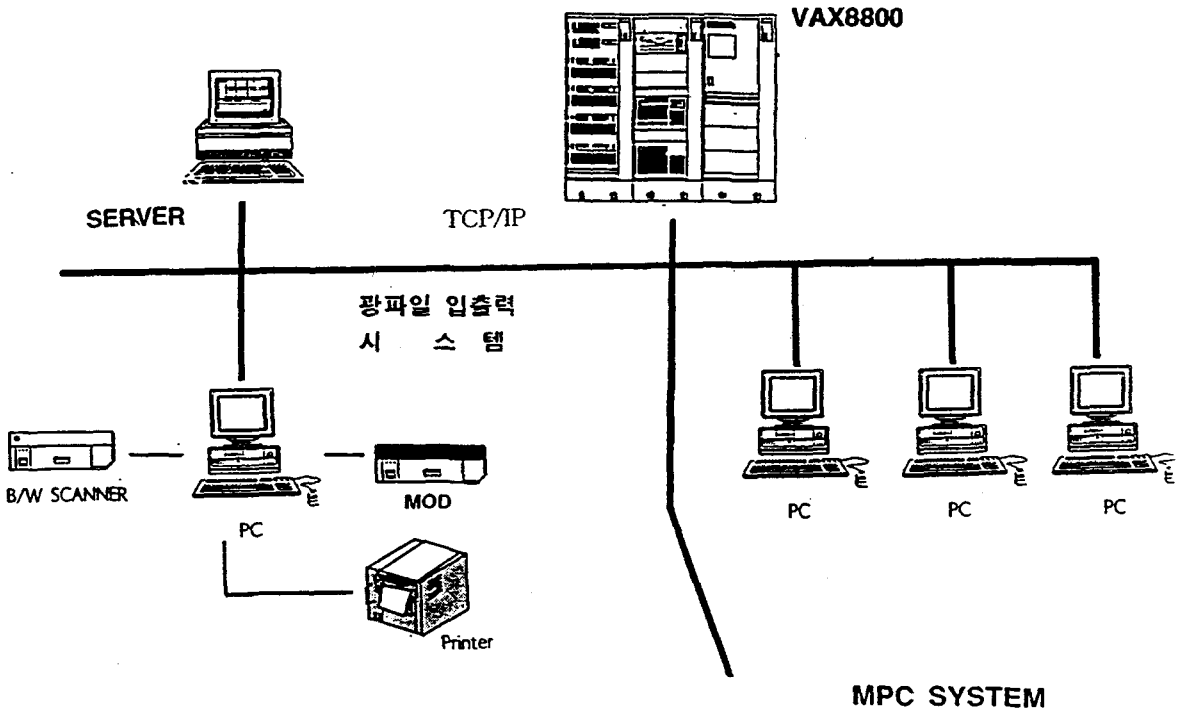 VAX8800
SERVER
TCP/IP
광파일 입출력
시 스 템
B/W SCANNER
PC
MOD
Printer
PC
PC
PC
MPC SYSTEM